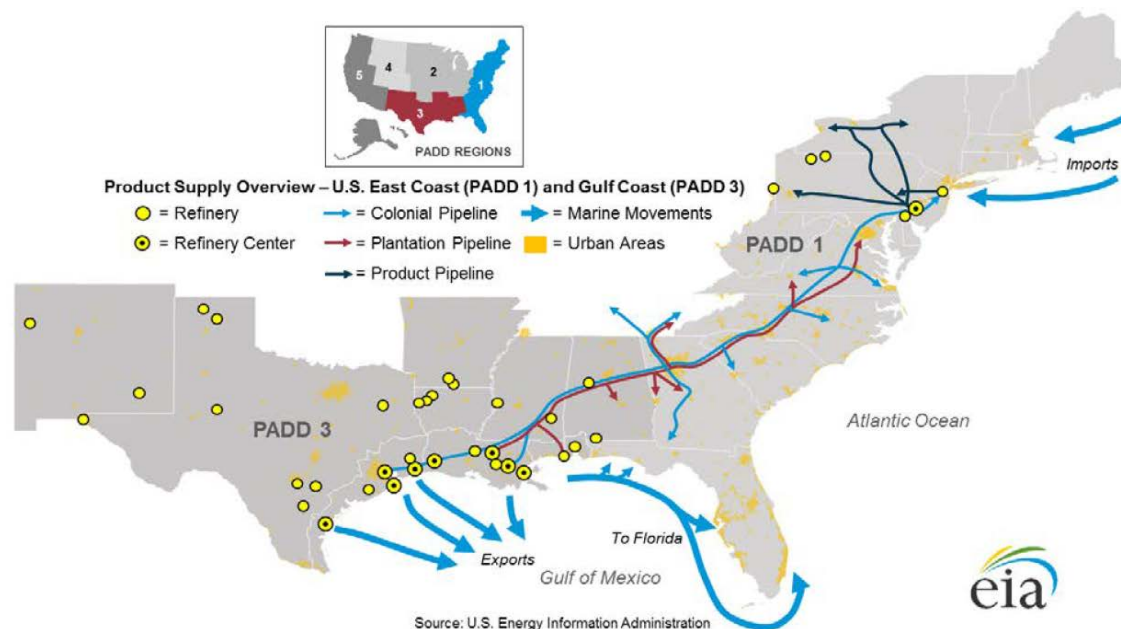 5
4
2
1
3
PADD REGIONS
Product Supply Overview – U.S. East Coast (PADD 1) and Gulf Coast (PADD 3)
= Refinery
= Colonial Pipeline
= Marine Movements
= Refinery Center
= Plantation Pipeline
= Urban Areas
= Product Pipeline
Imports
PADD 1
PADD 3
Atlantic Ocean
To Florida
Exports
Gulf of Mexico
eia
Source: U.S. Energy Information Administration